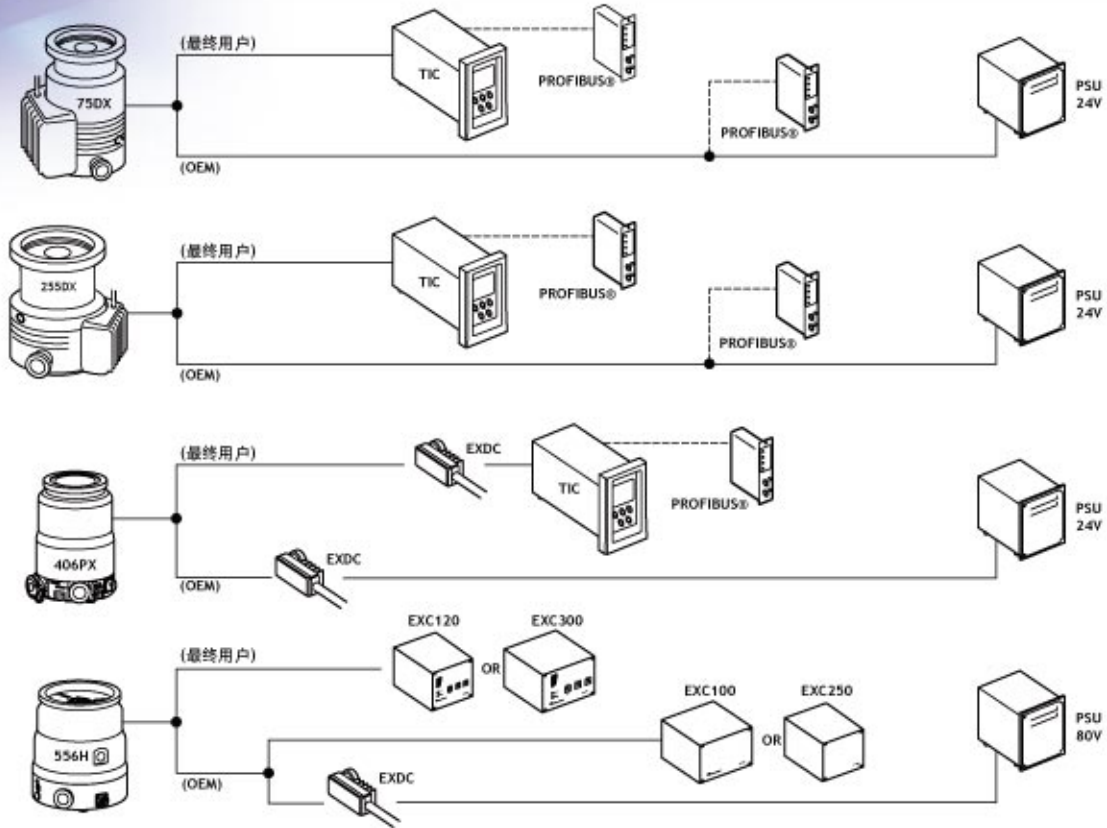 (最终用户)
75DX
TIC
PROFIBUS®
PROFIBUS®
PSU
24V
(OEM)
(最终用户)
255DX
TIC
PROFIBUS®
PROFIBUS®
PSU
24V
(OEM)
(最终用户)
EXDC
TIC
PROFIBUS®
PSU
24V
406PX
EXDC
(OEM)
EXC120
EXC300
(最终用户)
OR
EXC100
EXC250
OR
PSU
80V
556H
(OEM)
EXDC